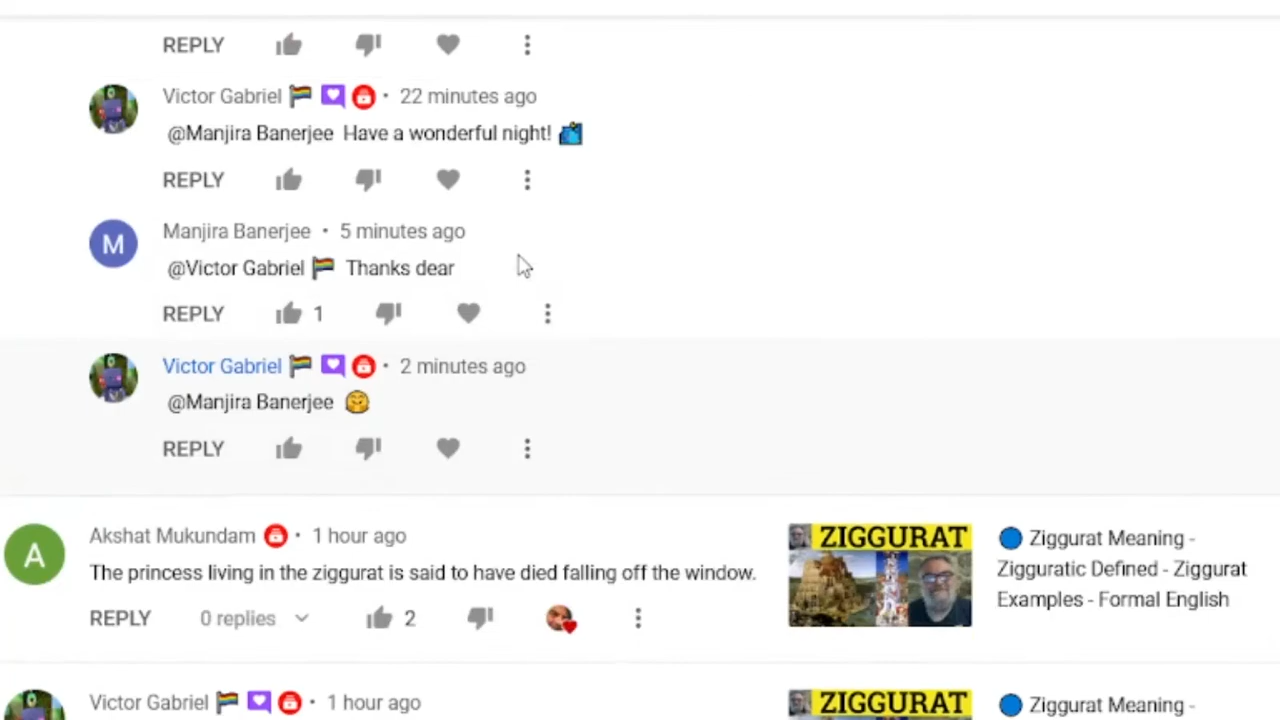 REPLY
Victor Gabriel • 22 minutes ago
@Manjira Banerjee Have a wonderful night!
REPLY
M
Manjira Banerjee • 5 minutes ago
@Victor Gabriel Thanks dear
REPLY 1
Victor Gabriel • 2 minutes ago
@Manjira Banerjee
REPLY
A
Akshat Mukundam • 1 hour ago
The princess living in the ziggurat is said to have died falling off the window.
REPLY 0 replies 2
ZIGGURAT
Ziggurat Meaning -
Zigguratic Defined - Ziggurat
Examples - Formal English
Victor Gabriel • 1 hour ago
ZIGGURAT
Ziggurat Meaning -